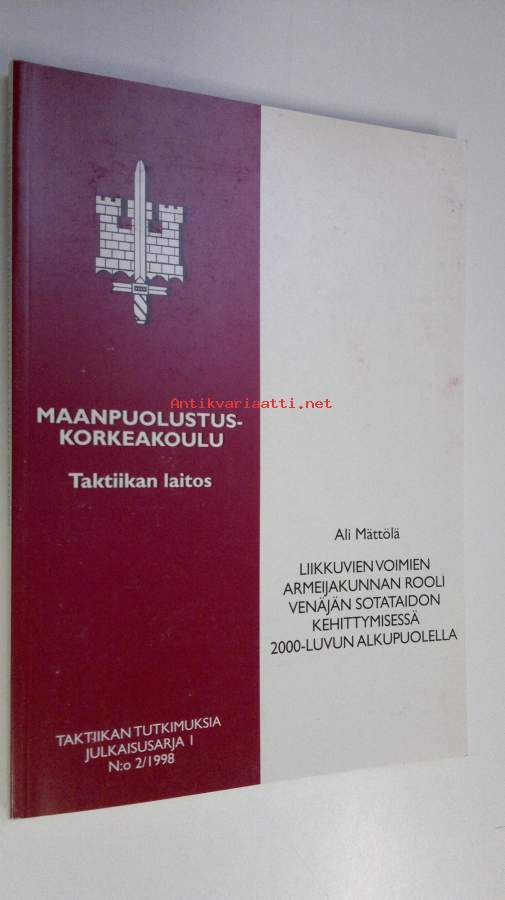 Antikvariaatti.net
MAANPUOLUSTUS-
KORKEAKOULU
Taktiikan laitos
Ali Mättölä
LIIKKUVIEN VOIMIEN
ARMEIJAKUNNAN ROOLI
VENÄJÄN SOTATAIDON
KEHITTYMISESSÄ
2000-LUVUN ALKUPUOLELLA
TAKTIIKAN TUTKIMUKSIA
JULKAISUSARJA 1
N:o 2/1998